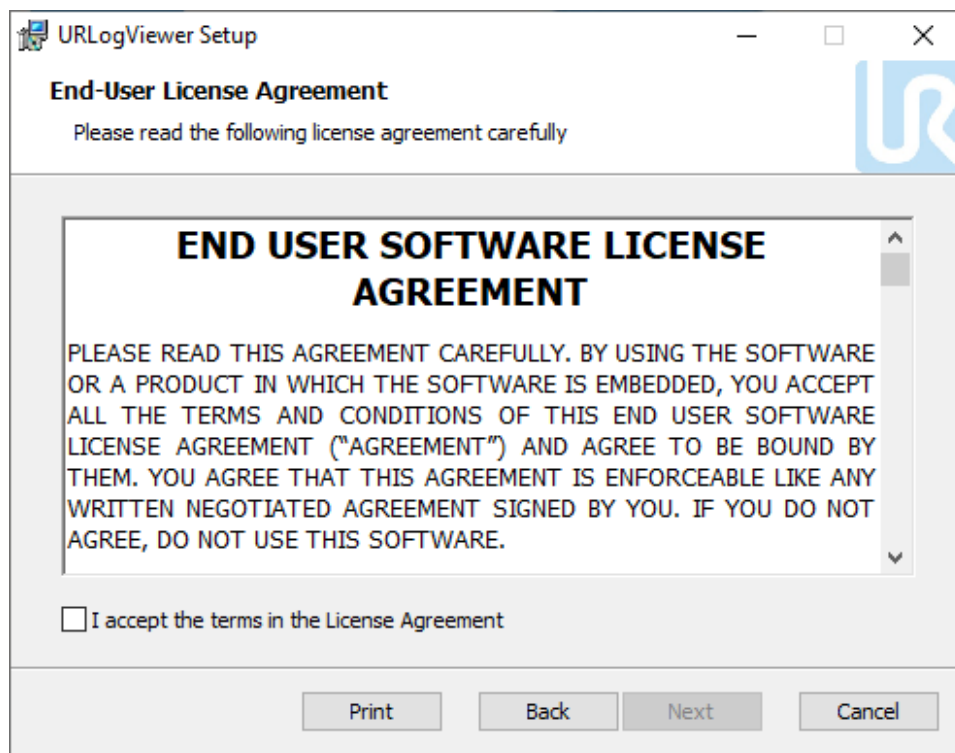 URLogViewer Setup
End-User License Agreement
Please read the following license agreement carefully
UR
END USER SOFTWARE LICENSE
AGREEMENT
PLEASE READ THIS AGREEMENT CAREFULLY. BY USING THE SOFTWARE
OR A PRODUCT IN WHICH THE SOFTWARE IS EMBEDDED, YOU ACCEPT
ALL THE TERMS AND CONDITIONS OF THIS END USER SOFTWARE
LICENSE AGREEMENT (“AGREEMENT”) AND AGREE TO BE BOUND BY
THEM. YOU AGREE THAT THIS AGREEMENT IS ENFORCEABLE LIKE ANY
WRITTEN NEGOTIATED AGREEMENT SIGNED BY YOU. IF YOU DO NOT
AGREE, DO NOT USE THIS SOFTWARE.
I accept the terms in the License Agreement
Print Back Next Cancel